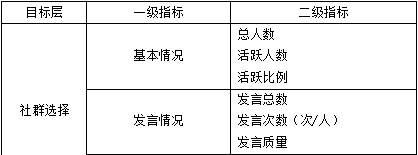 目标层 一级指标 二级指标
总人数
基本情况 活跃人数
活跃比例
发言总数
社群选择 发言情况 发言次数（次/人）
发言质量